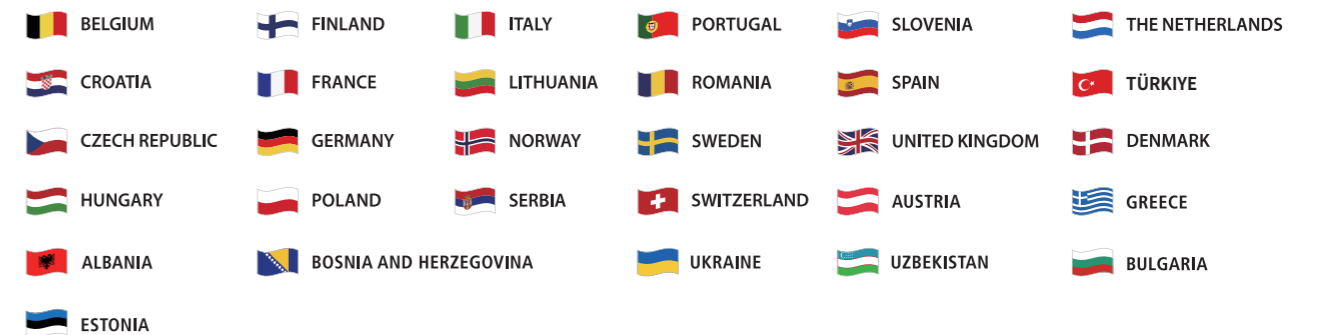 BELGIUM FINLAND ITALY PORTUGAL SLOVENIA THE NETHERLANDS
CROATIA FRANCE LITHUANIA ROMANIA SPAIN TÜRKIYE
CZECH REPUBLIC GERMANY NORWAY SWEDEN UNITED KINGDOM DENMARK
HUNGARY POLAND SERBIA SWITZERLAND AUSTRIA GREECE
ALBANIA BOSNIA AND HERZEGOVINA UKRAINE UZBEKISTAN BULGARIA
ESTONIA